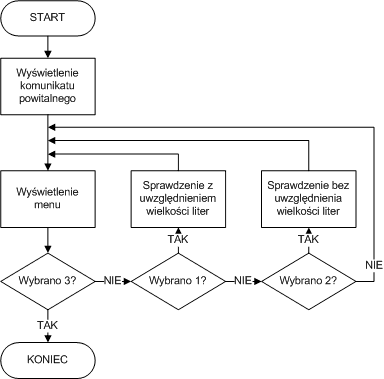 START
Wyświetlenie
komunikatu
powitalnego
Wyświetlenie
menu
Sprawdzenie z
uwzględnieniem
wielkości liter
Sprawdzenie bez
uwzględnienia
wielkości liter
TAK
TAK
NIE
Wybrano 3?
NIE
Wybrano 1?
NIE
Wybrano 2?
TAK
KONIEC